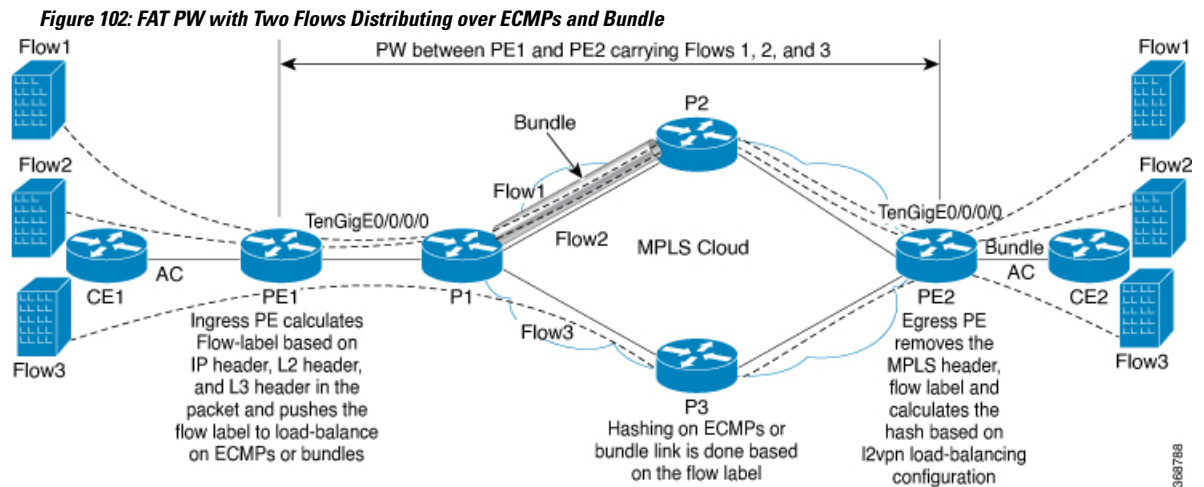 Figure 102: FAT PW with Two Flows Distributing over ECMPs and Bundle
Flow1
PW between PE1 and PE2 carrying Flows 1, 2, and 3
Flow1
P2
Bundle
Flow2
Flow1
Flow2
TenGigE0/0/0/0
Flow2
TenGigE0/0/0/0
MPLS Cloud
Bundle
AC
AC
CE1
PE1
P1
PE2
CE2
Flow3
Flow3
Flow3
Ingress PE calculates
Flow-label based on
IP header, L2 header,
and L3 header in the
packet and pushes the
flow label to load-balance
on ECMPs or bundles
P3
Hashing on ECMPs or
bundle link is done based
on the flow label
Egress PE
removes the
MPLS header,
flow label and
calculates the
hash based on
l2vpn load-balancing
configuration
368788